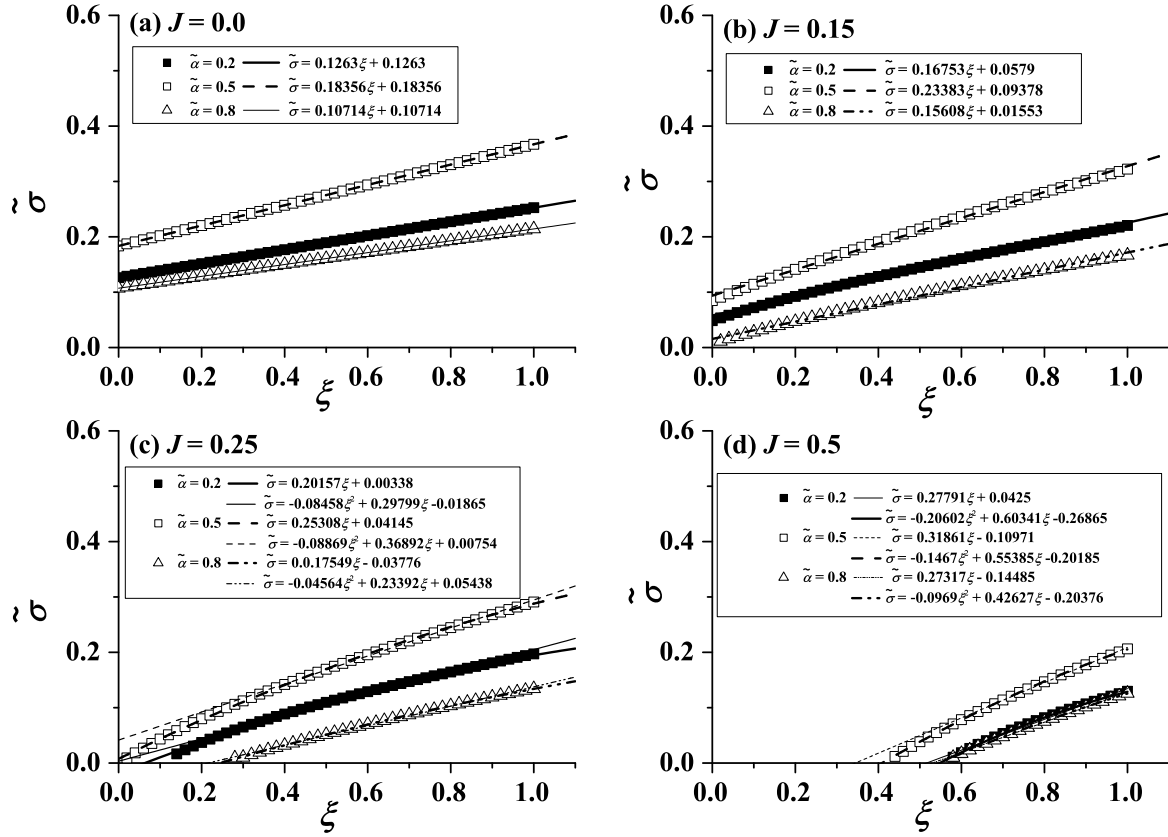 (a) J = 0.0
α̃ = 0.2 σ̃ = 0.1263ξ + 0.1263
α̃ = 0.5 σ̃ = 0.18356ξ + 0.18356
α̃ = 0.8 σ̃ = 0.10714ξ + 0.10714
0.6
0.4
0.2
0.0
σ̃
0.0 0.2 0.4 0.6 0.8 1.0
ξ
(b) J = 0.15
α̃ = 0.2 σ̃ = 0.16753ξ + 0.0579
α̃ = 0.5 σ̃ = 0.23383ξ + 0.09378
α̃ = 0.8 σ̃ = 0.15608ξ + 0.01553
0.6
0.4
0.2
0.0
σ̃
0.0 0.2 0.4 0.6 0.8 1.0
ξ
(c) J = 0.25
α̃ = 0.2 σ̃ = 0.20157ξ + 0.00338
σ̃ = -0.08458ξ² + 0.29799ξ -0.01865
α̃ = 0.5 σ̃ = 0.25308ξ + 0.04145
σ̃ = -0.08869ξ² + 0.36892ξ + 0.00754
α̃ = 0.8 σ̃ = 0.0.17549ξ - 0.03776
σ̃ = -0.04564ξ² + 0.23392ξ + 0.05438
0.6
0.4
0.2
0.0
σ̃
0.0 0.2 0.4 0.6 0.8 1.0
ξ
(d) J = 0.5
α̃ = 0.2 σ̃ = 0.27791ξ + 0.0425
σ̃ = -0.20602ξ² + 0.60341ξ -0.26865
α̃ = 0.5 σ̃ = 0.31861ξ - 0.10971
σ̃ = -0.1467ξ² + 0.55385ξ -0.20185
α̃ = 0.8 σ̃ = 0.27317ξ - 0.14485
σ̃ = -0.0969ξ² + 0.42627ξ - 0.20376
0.6
0.4
0.2
0.0
σ̃
0.0 0.2 0.4 0.6 0.8 1.0
ξ